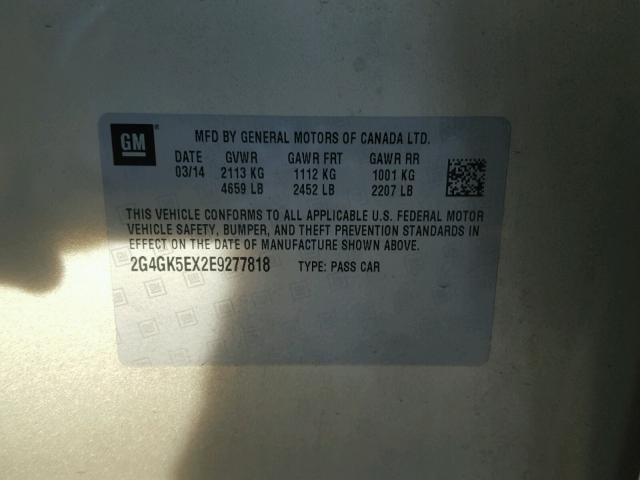 GM ®
MFD BY GENERAL MOTORS OF CANADA LTD.
DATE GVWR GAWR FRT GAWR RR
03/14 2113 KG 1112 KG 1001 KG
4659 LB 2452 LB 2207 LB
THIS VEHICLE CONFORMS TO ALL APPLICABLE U.S. FEDERAL MOTOR
VEHICLE SAFETY, BUMPER, AND THEFT PREVENTION STANDARDS IN
EFFECT ON THE DATE OF MANUFACTURE SHOWN ABOVE.
2G4GK5EX2E9277818 TYPE: PASS CAR